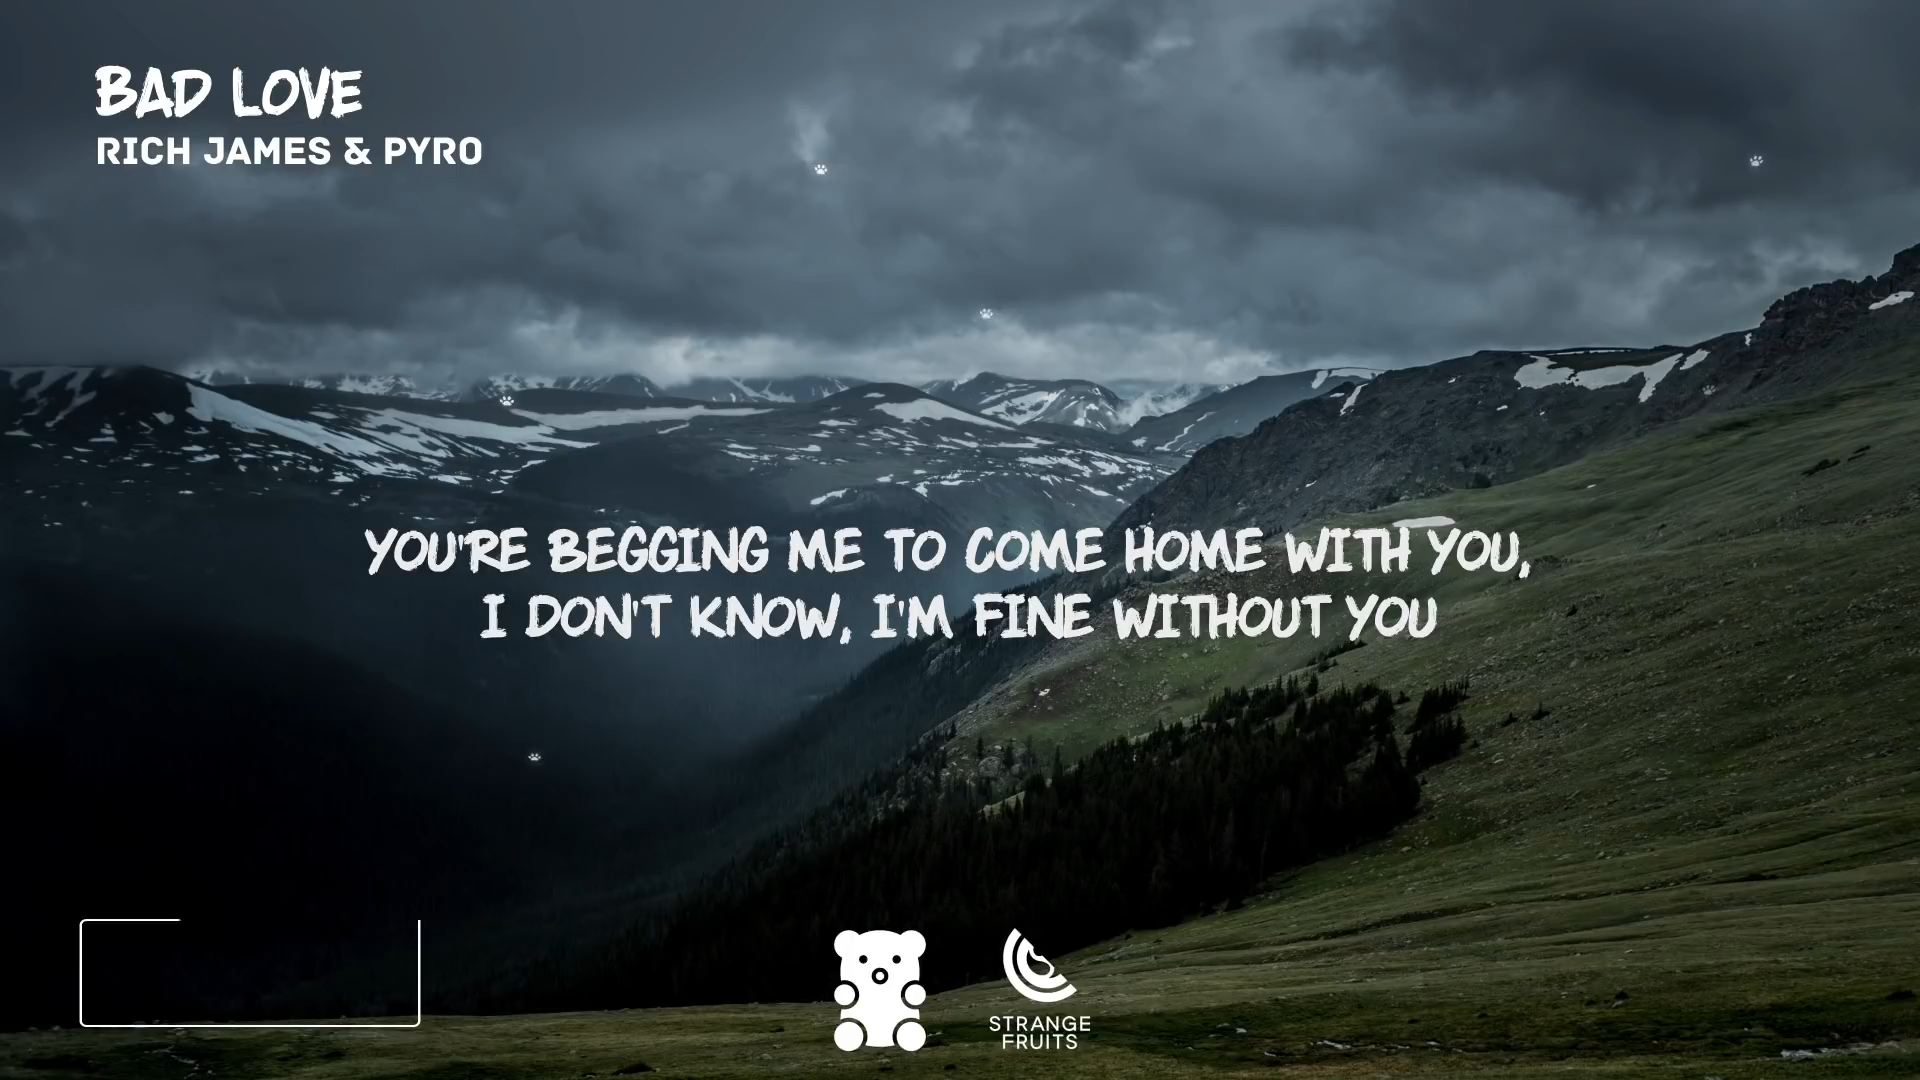 BAD LOVE
RICH JAMES & PYRO
YOU'RE BEGGING ME TO COME HOME WITH YOU,
I DON'T KNOW, I'M FINE WITHOUT YOU
STRANGE
FRUITS